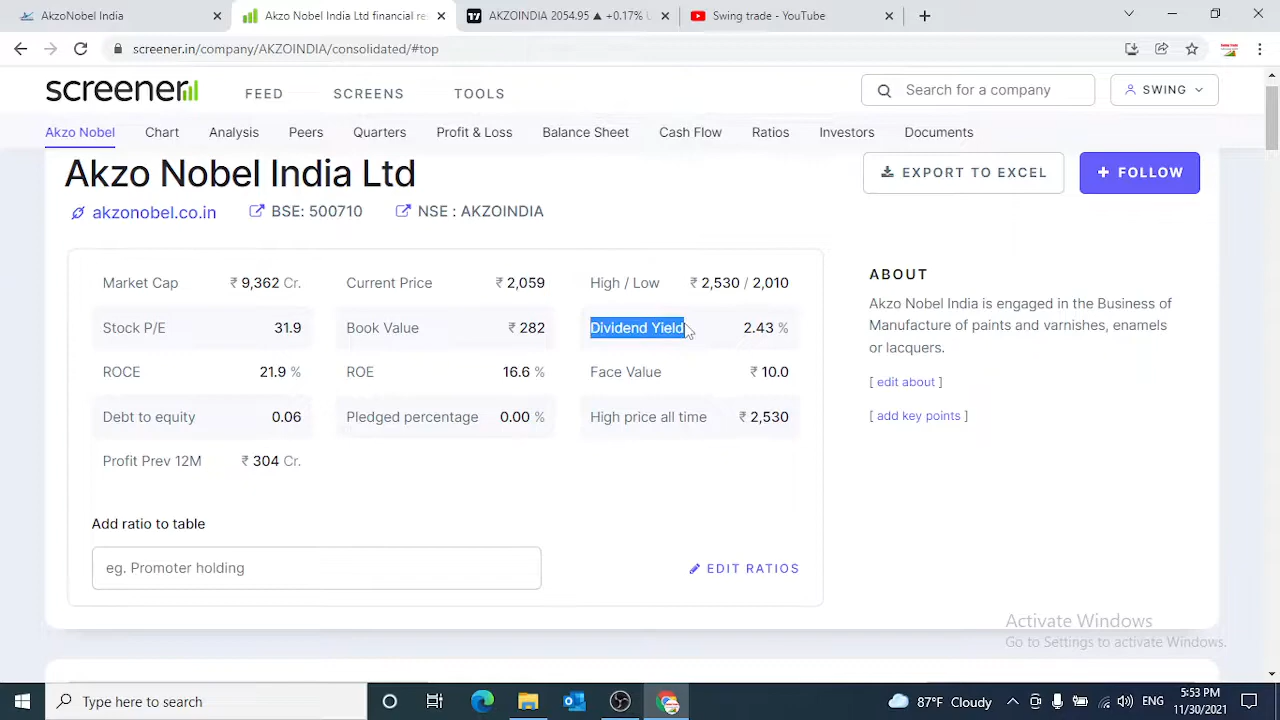 AkzoNobel India
Akzo Nobel India Ltd financial re
AKZOINDIA 2054.95 ▲ +0.17% L
Swing trade - YouTube
screener.in/company/AKZOINDIA/consolidated/#top
screener
FEED
SCREENS
TOOLS
Search for a company
SWING
Akzo Nobel
Chart
Analysis
Peers
Quarters
Profit & Loss
Balance Sheet
Cash Flow
Ratios
Investors
Documents
Akzo Nobel India Ltd
EXPORT TO EXCEL
+ FOLLOW
akzonobel.co.in
BSE: 500710
NSE : AKZOINDIA
Market Cap ₹ 9,362 Cr.
Current Price ₹ 2,059
High / Low ₹ 2,530 / 2,010
Stock P/E 31.9
Book Value ₹ 282
Dividend Yield 2.43 %
ROCE 21.9 %
ROE 16.6 %
Face Value ₹ 10.0
Debt to equity 0.06
Pledged percentage 0.00 %
High price all time ₹ 2,530
Profit Prev 12M ₹ 304 Cr.
Add ratio to table
eg. Promoter holding
EDIT RATIOS
ABOUT
Akzo Nobel India is engaged in the Business of
Manufacture of paints and varnishes, enamels
or lacquers.
[ edit about ]
[ add key points ]
Activate Windows
Go to Settings to activate Windows.
Type here to search
87°F Cloudy
ENG
5:53 PM
11/30/2021